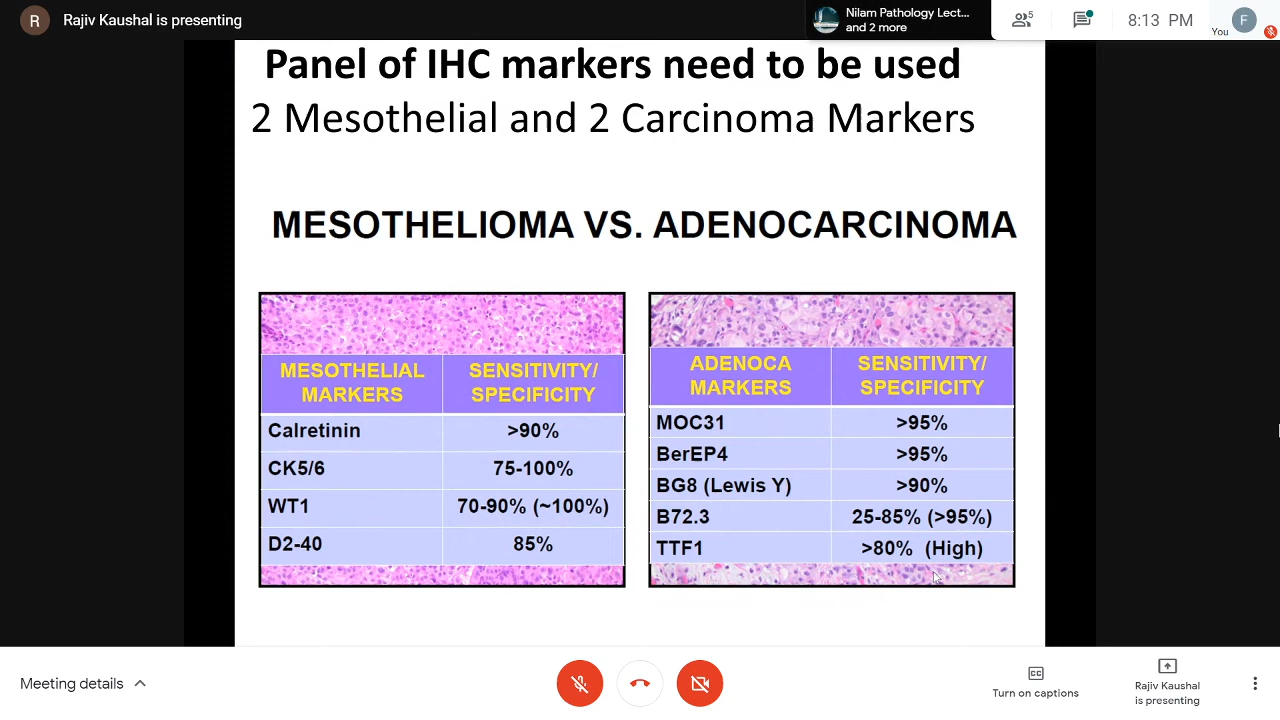 R
Rajiv Kaushal is presenting
Nilam Pathology Lect...
and 2 more
5
8:13 PM
You
F
Panel of IHC markers need to be used
2 Mesothelial and 2 Carcinoma Markers
MESOTHELIOMA VS. ADENOCARCINOMA
MESOTHELIAL MARKERS SENSITIVITY/ SPECIFICITY
Calretinin >90%
CK5/6 75-100%
WT1 70-90% (~100%)
D2-40 85%
ADENOCA MARKERS SENSITIVITY/ SPECIFICITY
MOC31 >95%
BerEP4 >95%
BG8 (Lewis Y) >90%
B72.3 25-85% (>95%)
TTF1 >80% (High)
Meeting details
CC
Turn on captions
Rajiv Kaushal
is presenting